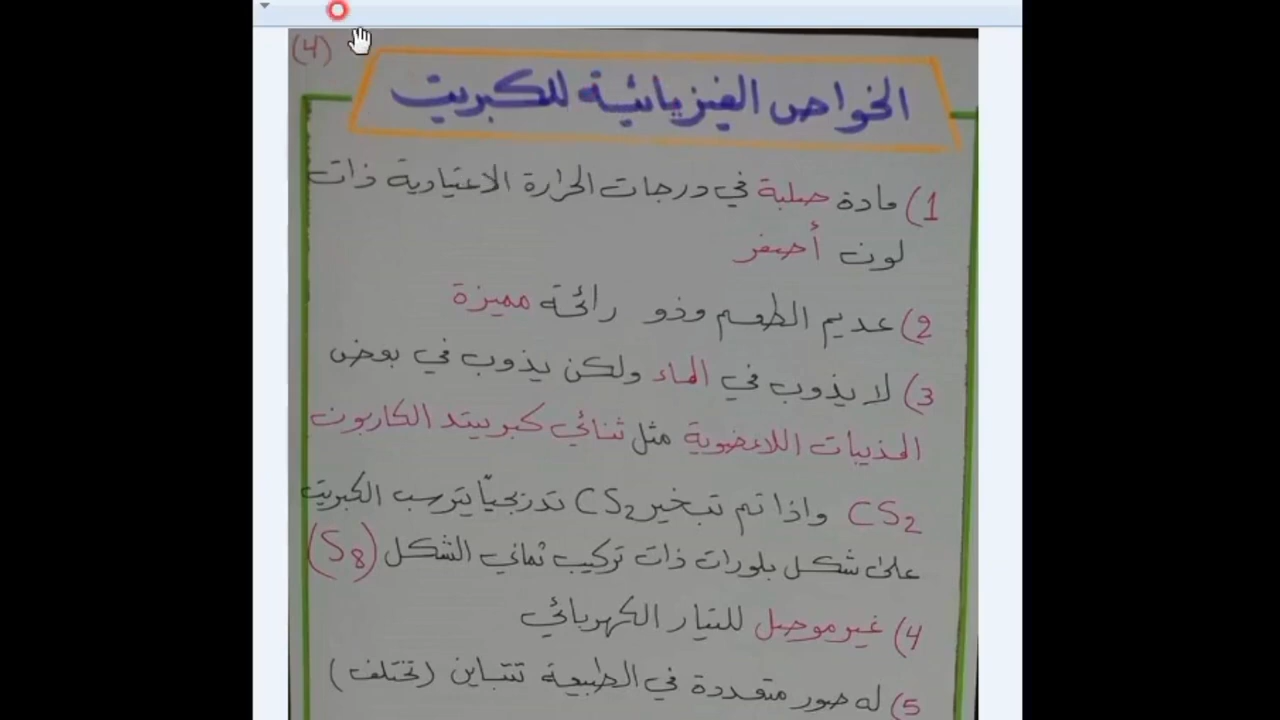 (4)
الخواص الفيزيائية للكبريت
1) مادة صلبة في درجات الحرارة الاعتيادية ذات
لون أصفر
2) عديم الطعم وذو رائحة مميزة
3) لا يذوب في الماء ولكن يذوب في بعض
المذيبات اللاعضوية مثل ثنائي كبريتيد الكاربون
CS2 واذا تم تبخير CS2 تدريجيّا يترسب الكبريت
على شكل بلورات ذات تركيب ثماني الشكل (S8)
4) غير موصل للتيار الكهربائي
5) له صور متعددة في الطبيعة تتباين (تختلف)